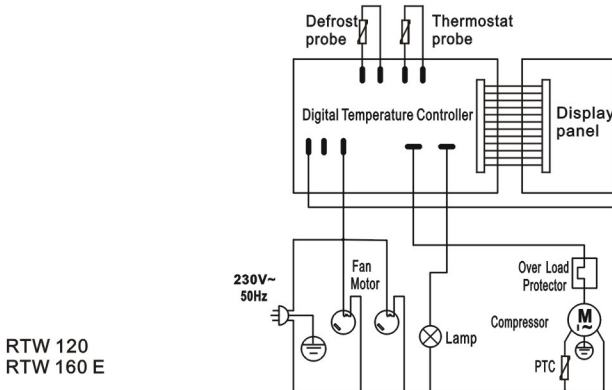 Defrost
probe
Thermostat
probe
Digital Temperature Controller
Display
panel
230V~
50Hz
Fan
Motor
Over Load
Protector
Lamp
Compressor
M
~
PTC
RTW 120
RTW 160 E